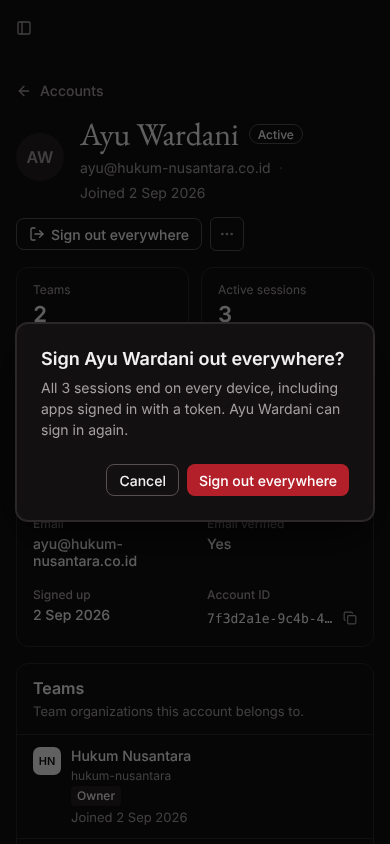 Accounts
AW
Ayu Wardani
Active
ayu@hukum-nusantara.co.id ·
Joined 2 Sep 2026
Sign out everywhere
Teams
2
Active sessions
3
Sign Ayu Wardani out everywhere?
All 3 sessions end on every device, including
apps signed in with a token. Ayu Wardani can
sign in again.
Cancel
Sign out everywhere
Email
ayu@hukum-
nusantara.co.id
Email verified
Yes
Signed up
2 Sep 2026
Account ID
7f3d2a1e-9c4b-4…
Teams
Team organizations this account belongs to.
HN
Hukum Nusantara
hukum-nusantara
Owner
Joined 2 Sep 2026